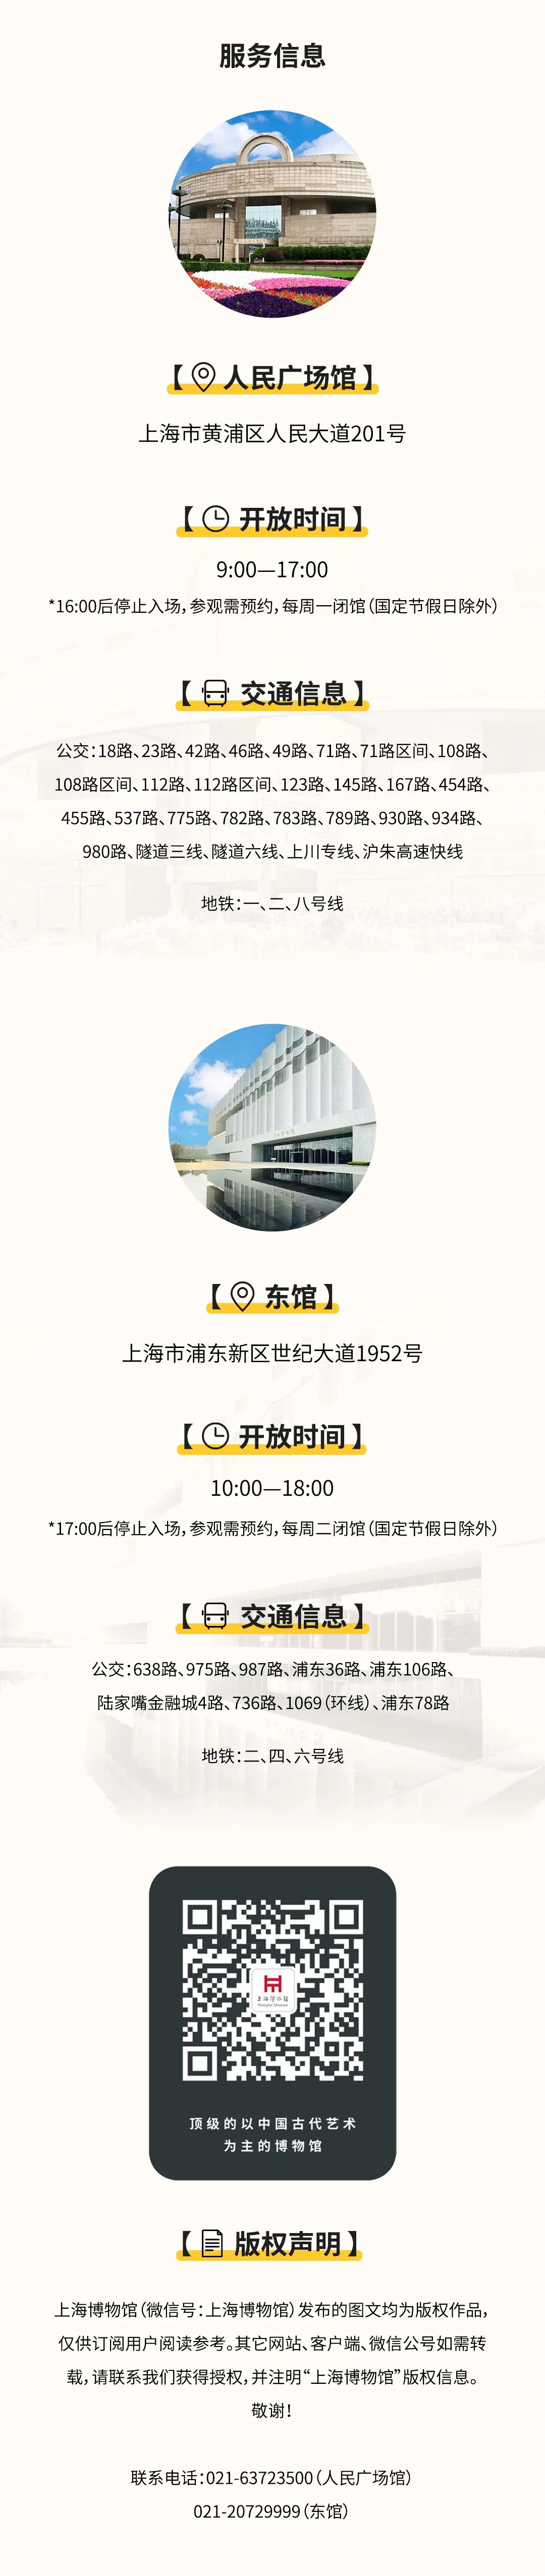 服务信息
【 人民广场馆 】
上海市黄浦区人民大道201号
【 开放时间 】
9:00—17:00
*16:00后停止入场，参观需预约，每周一闭馆（国定节假日除外）
【 交通信息 】
公交：18路、23路、42路、46路、49路、71路、71路区间、108路、
108路区间、112路、112路区间、123路、145路、167路、454路、
455路、537路、775路、782路、783路、789路、930路、934路、
980路、隧道三线、隧道六线、上川专线、沪朱高速快线
地铁：一、二、八号线
【 东馆 】
上海市浦东新区世纪大道1952号
【 开放时间 】
10:00—18:00
*17:00后停止入场，参观需预约，每周二闭馆（国定节假日除外）
【 交通信息 】
公交：638路、975路、987路、浦东36路、浦东106路、
陆家嘴金融城4路、736路、1069（环线）、浦东78路
地铁：二、四、六号线
上海博物馆
Shanghai Museum
顶级的以中国古代艺术
为主的博物馆
【 版权声明 】
上海博物馆（微信号：上海博物馆）发布的图文均为版权作品，
仅供订阅用户阅读参考。其它网站、客户端、微信公号如需转
载，请联系我们获得授权，并注明“上海博物馆”版权信息。
敬谢！
联系电话：021-63723500（人民广场馆）
021-20729999（东馆）